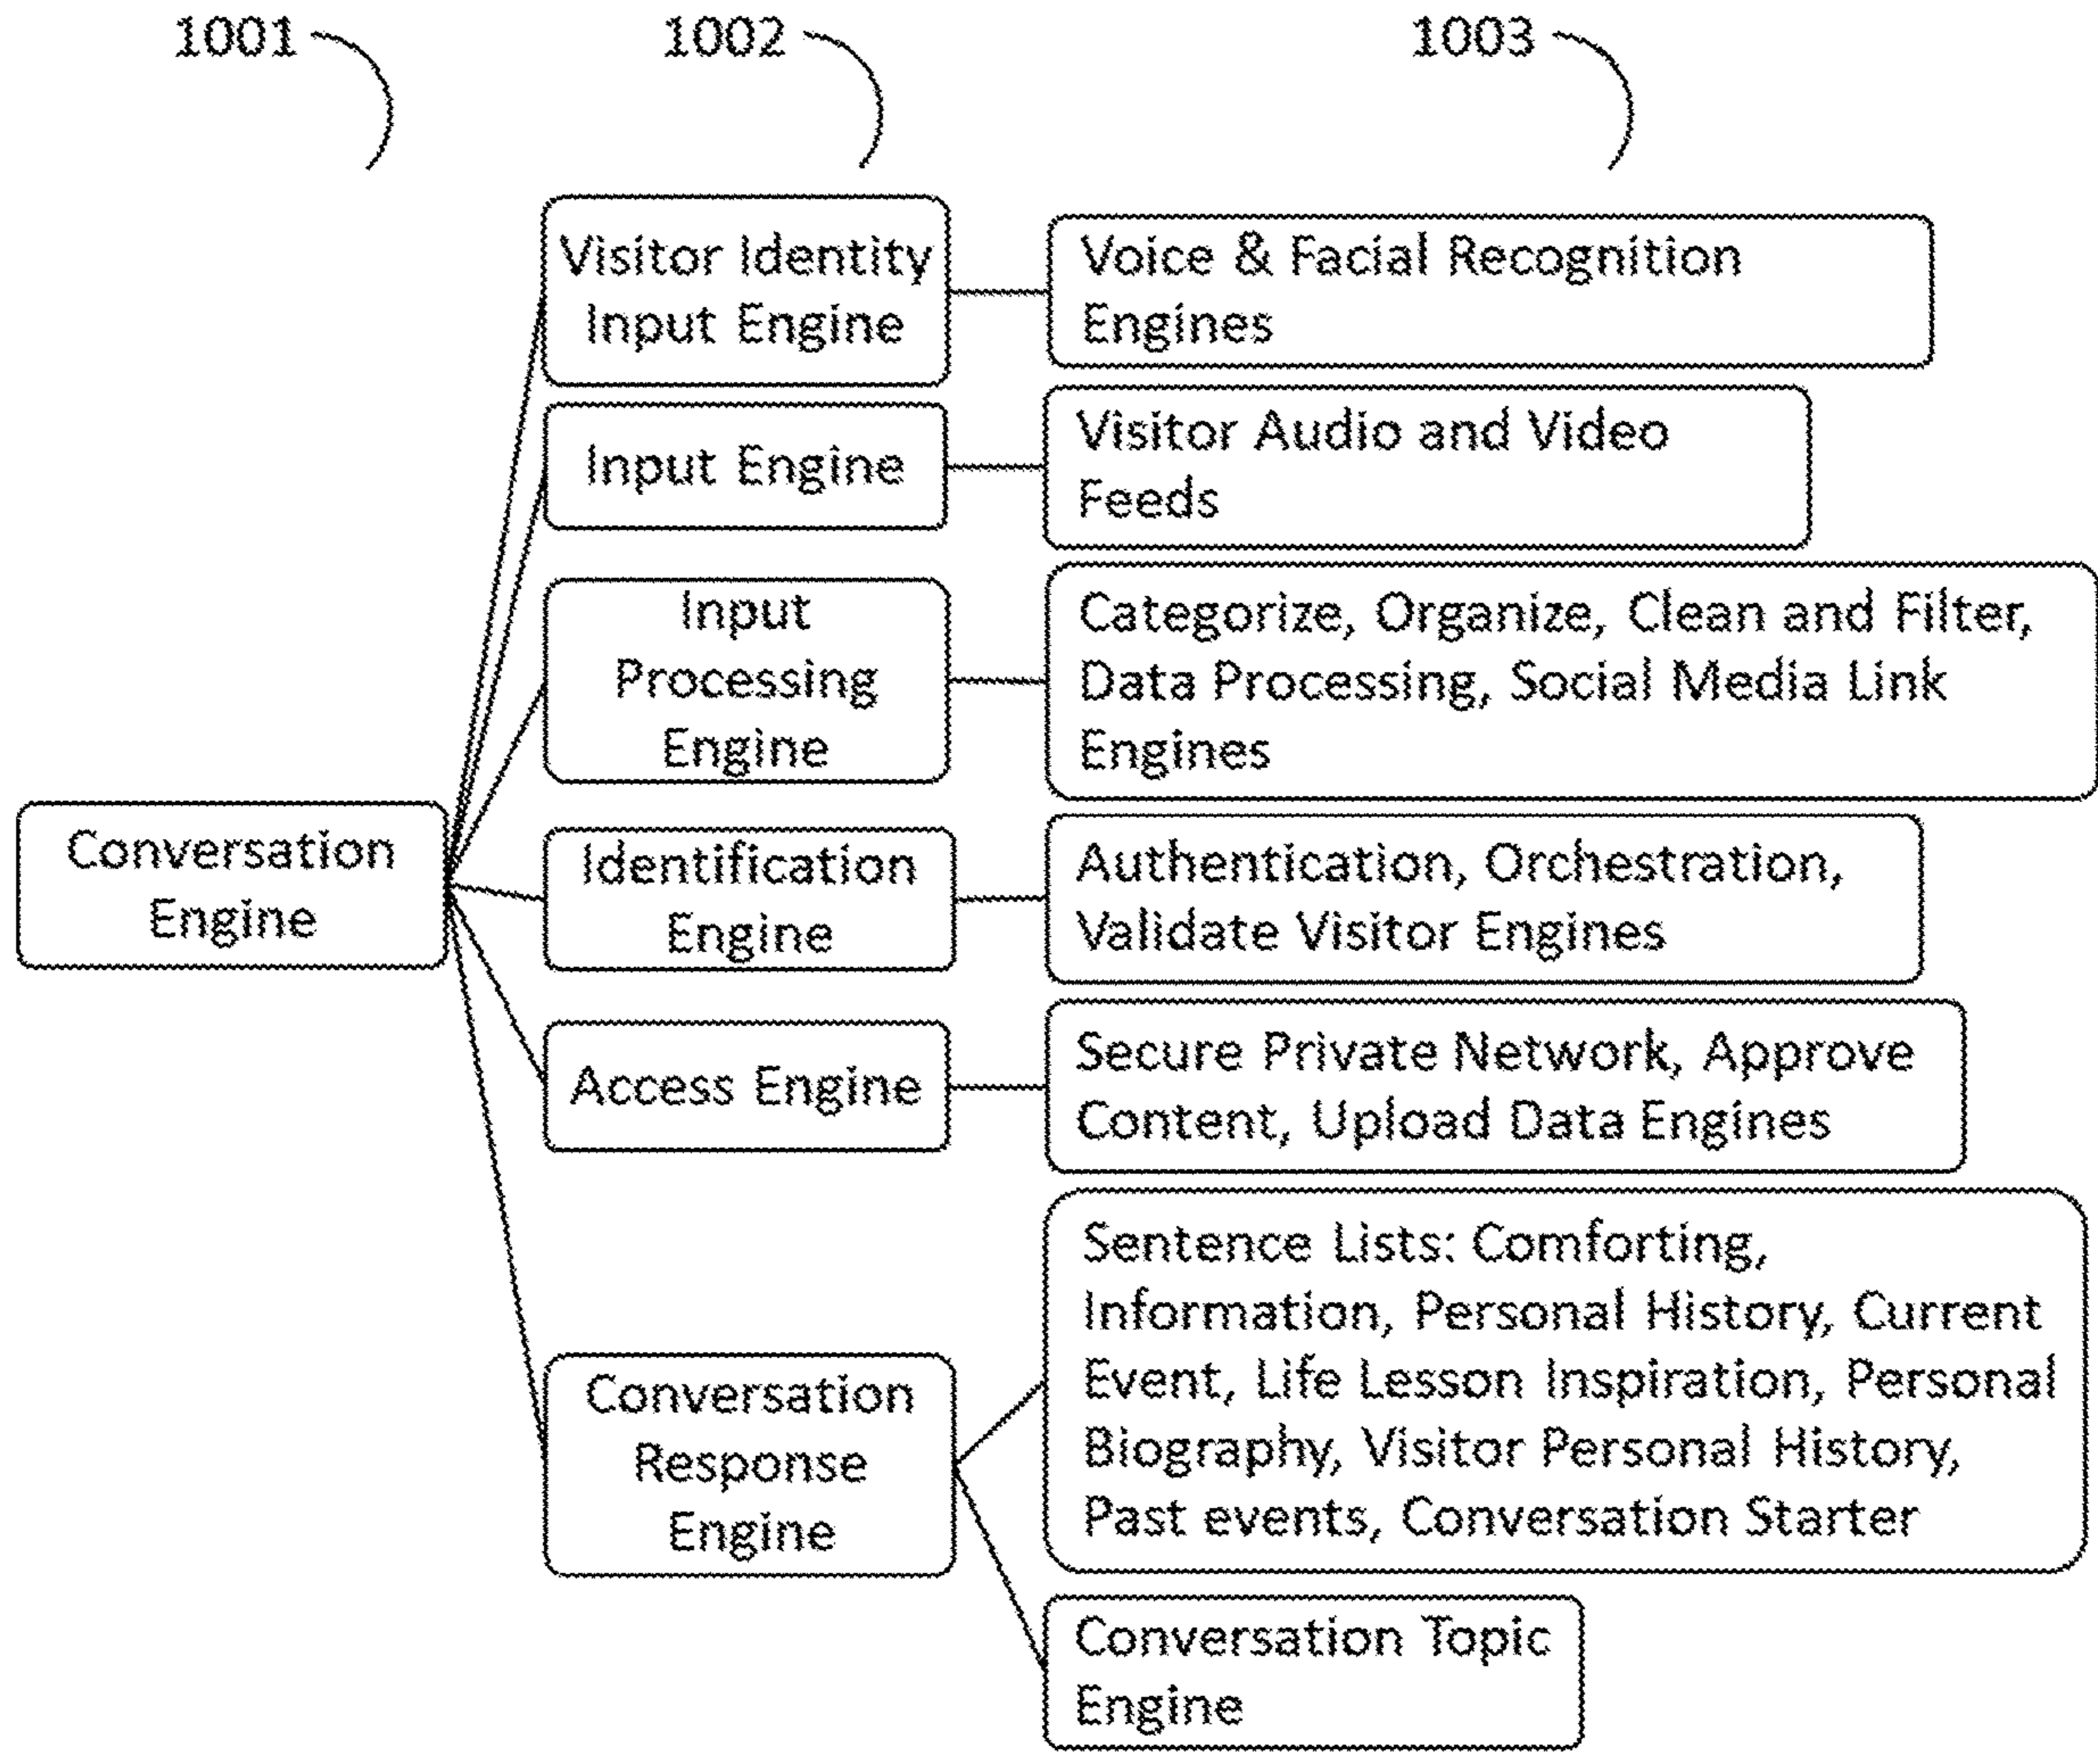 1001
1002
1003
Visitor Identity
Input Engine
Voice & Facial Recognition
Engines
Input Engine
Visitor Audio and Video
Feeds
Input
Processing
Engine
Categorize, Organize, Clean and Filter,
Data Processing, Social Media Link
Engines
Conversation
Engine
Identification
Engine
Authentication, Orchestration,
Validate Visitor Engines
Access Engine
Secure Private Network, Approve
Content, Upload Data Engines
Conversation
Response
Engine
Sentence Lists: Comforting,
Information, Personal History, Current
Event, Life Lesson Inspiration, Personal
Biography, Visitor Personal History,
Past events, Conversation Starter
Conversation Topic
Engine